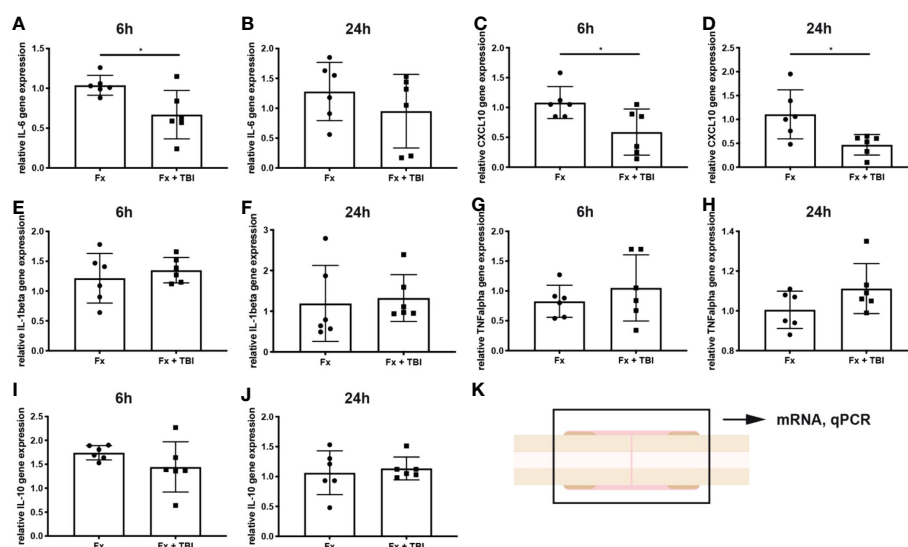 A
6h
*
relative IL-6 gene expression
1.5
1.0
0.5
0.0
Fx
Fx + TBI
B
24h
relative IL-6 gene expression
2.0
1.5
1.0
0.5
0.0
Fx
Fx + TBI
C
6h
*
relative CXCL10 gene expression
2.0
1.5
1.0
0.5
0.0
Fx
Fx + TBI
D
24h
*
relative CXCL10 gene expression
2.5
2.0
1.5
1.0
0.5
0.0
Fx
Fx + TBI
E
6h
relative IL-1beta gene expression
2.0
1.5
1.0
0.5
0.0
Fx
Fx + TBI
F
24h
relative IL-1beta gene expression
3
2
1
0
Fx
Fx + TBI
G
6h
relative TNFalpha gene expression
2.0
1.5
1.0
0.5
0.0
Fx
Fx + TBI
H
24h
relative TNFalpha gene expression
1.4
1.2
1.0
0.8
Fx
Fx + TBI
I
6h
relative IL-10 gene expression
2.5
2.0
1.5
1.0
0.5
0.0
Fx
Fx + TBI
J
24h
relative IL-10 gene expression
2.0
1.5
1.0
0.5
0.0
Fx
Fx + TBI
K
mRNA, qPCR